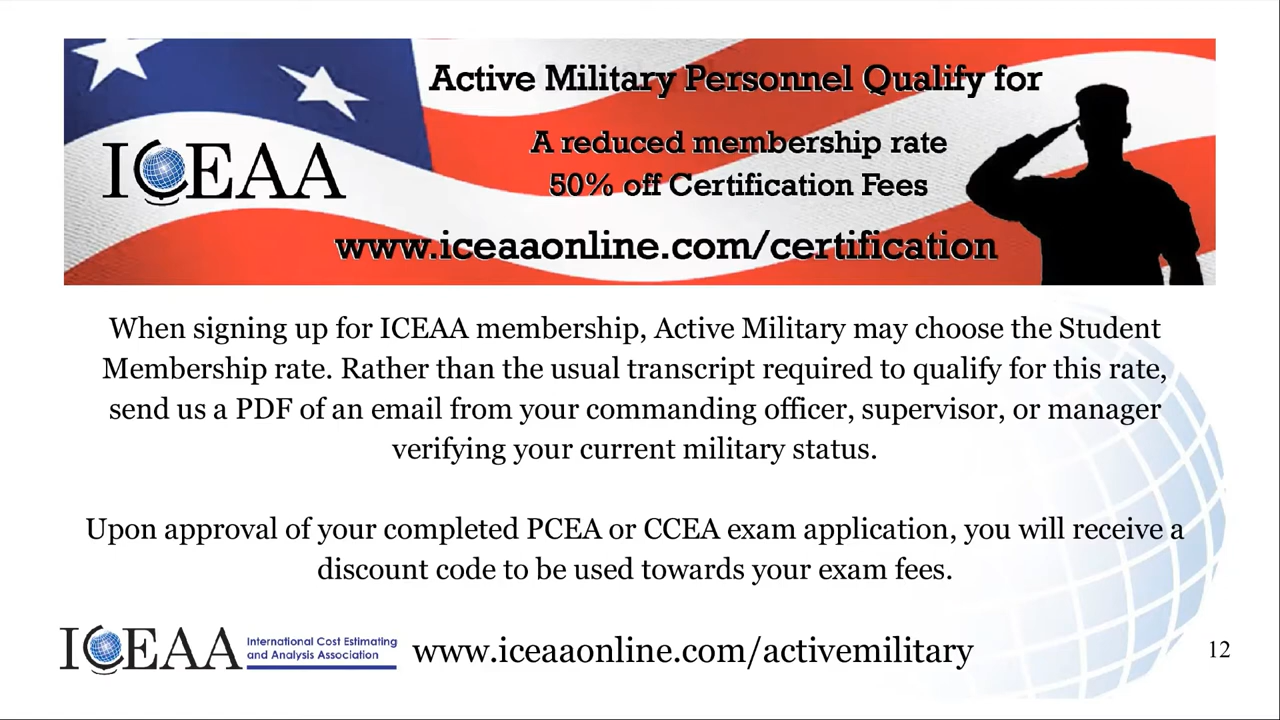 Active Military Personnel Qualify for
A reduced membership rate
50% off Certification Fees
ICEAA
www.iceaaonline.com/certification
When signing up for ICEAA membership, Active Military may choose the Student
Membership rate. Rather than the usual transcript required to qualify for this rate,
send us a PDF of an email from your commanding officer, supervisor, or manager
verifying your current military status.
Upon approval of your completed PCEA or CCEA exam application, you will receive a
discount code to be used towards your exam fees.
ICEAA
International Cost Estimating
and Analysis Association
www.iceaaonline.com/activemilitary
12